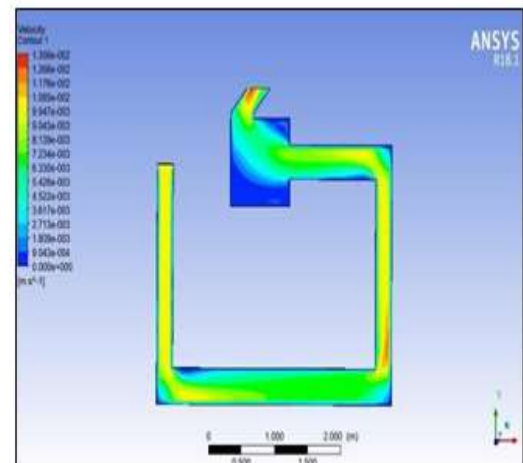 Velocity
Contour 1
1.266e-002
1.176e-002
1.085e-002
9.947e-003
9.043e-003
8.139e-003
7.234e-003
6.330e-003
5.426e-003
4.522e-003
3.617e-003
2.713e-003
1.809e-003
9.043e-004
0.000e+000
[m s^-1]
ANSYS
R16.1
0
1.000
2.000 (m)
0.500
1.500
Y